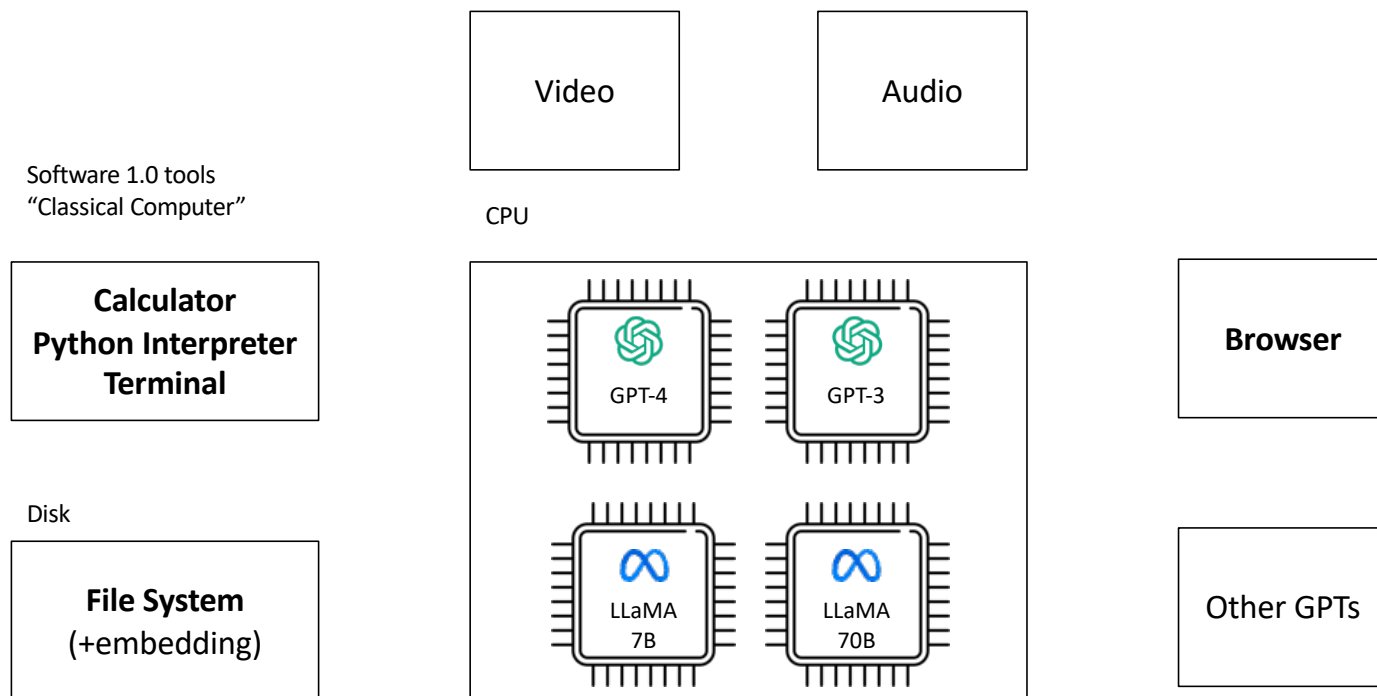 Video
Audio
Software 1.0 tools
“Classical Computer”
CPU
Calculator
Python Interpreter
Terminal
GPT-4
GPT-3
Browser
Disk
File System
(+embedding)
LLaMA
7B
LLaMA
70B
Other GPTs